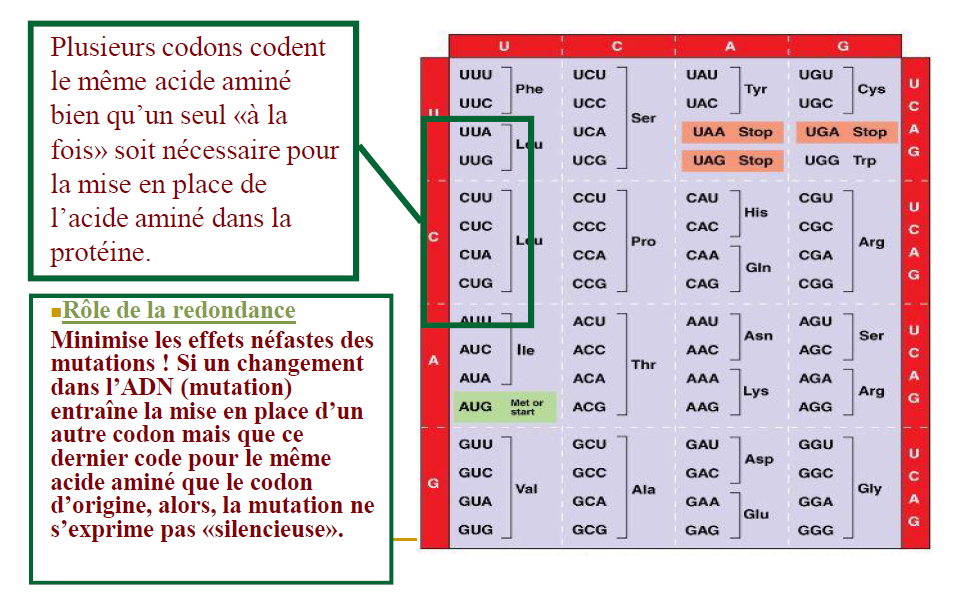 Plusieurs codons codent
le même acide aminé
bien qu’un seul «à la
fois» soit nécessaire pour
la mise en place de
l’acide aminé dans la
protéine.
■Rôle de la redondance
Minimise les effets néfastes des
mutations ! Si un changement
dans l’ADN (mutation)
entraîne la mise en place d’un
autre codon mais que ce
dernier code pour le même
acide aminé que le codon
d’origine, alors, la mutation ne
s’exprime pas «silencieuse».
U C A G
U
UUU UCU UAU UGU U
Phe Tyr Cys
UUC UCC UAC UGC C
Ser
UUA UCA UAA Stop UGA Stop A
Leu
UUG UCG UAG Stop UGG Trp G
C
CUU CCU CAU CGU U
His
CUC CCC CAC CGC C
Leu Pro Arg
CUA CCA CAA CGA A
Gln
CUG CCG CAG CGG G
A
AUU ACU AAU AGU U
Asn Ser
AUC Ile ACC AAC AGC C
Thr
AUA ACA AAA AGA A
Lys Arg
AUG Met or start ACG AAG AGG G
G
GUU GCU GAU GGU U
Asp
GUC GCC GAC GGC C
Val Ala Gly
GUA GCA GAA GGA A
Glu
GUG GCG GAG GGG G